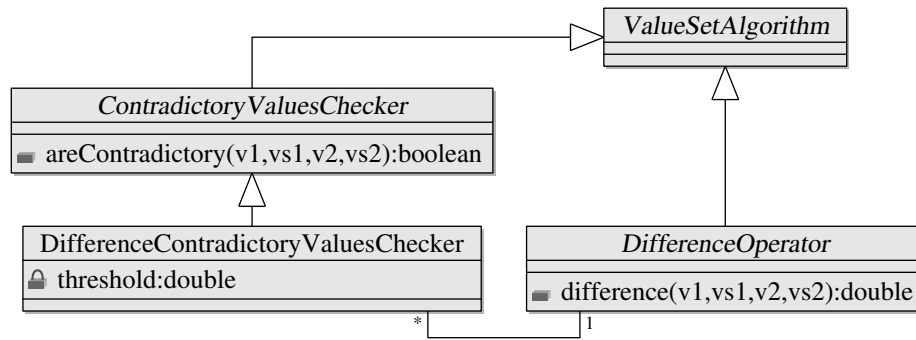 ValueSetAlgorithm
ContradictoryValuesChecker
areContradictory(v1,vs1,v2,vs2):boolean
DifferenceContradictoryValuesChecker
threshold:double
DifferenceOperator
difference(v1,vs1,v2,vs2):double
*
1